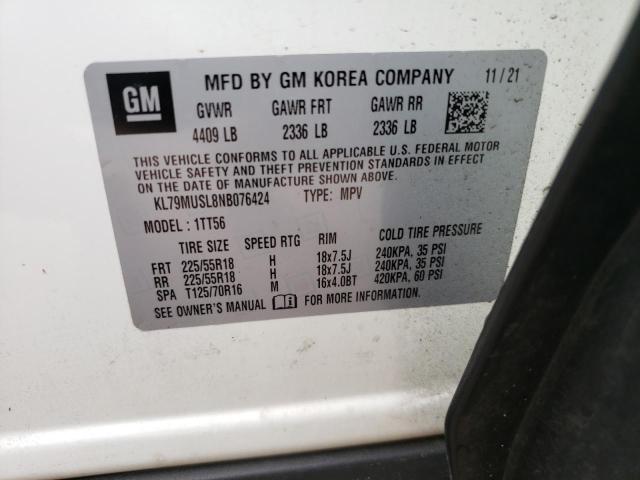 GM
MFD BY GM KOREA COMPANY 11/21
GVWR GAWR FRT GAWR RR
4409 LB 2336 LB 2336 LB
THIS VEHICLE CONFORMS TO ALL APPLICABLE U.S. FEDERAL MOTOR
VEHICLE SAFETY AND THEFT PREVENTION STANDARDS IN EFFECT
ON THE DATE OF MANUFACTURE SHOWN ABOVE.
KL79MUSL8NB076424 TYPE: MPV
MODEL: 1TT56
TIRE SIZE SPEED RTG RIM COLD TIRE PRESSURE
FRT 225/55R18 H 18x7.5J 240KPA, 35 PSI
RR 225/55R18 H 18x7.5J 240KPA, 35 PSI
SPA T125/70R16 M 16x4.0BT 420KPA, 60 PSI
SEE OWNER'S MANUAL FOR MORE INFORMATION.